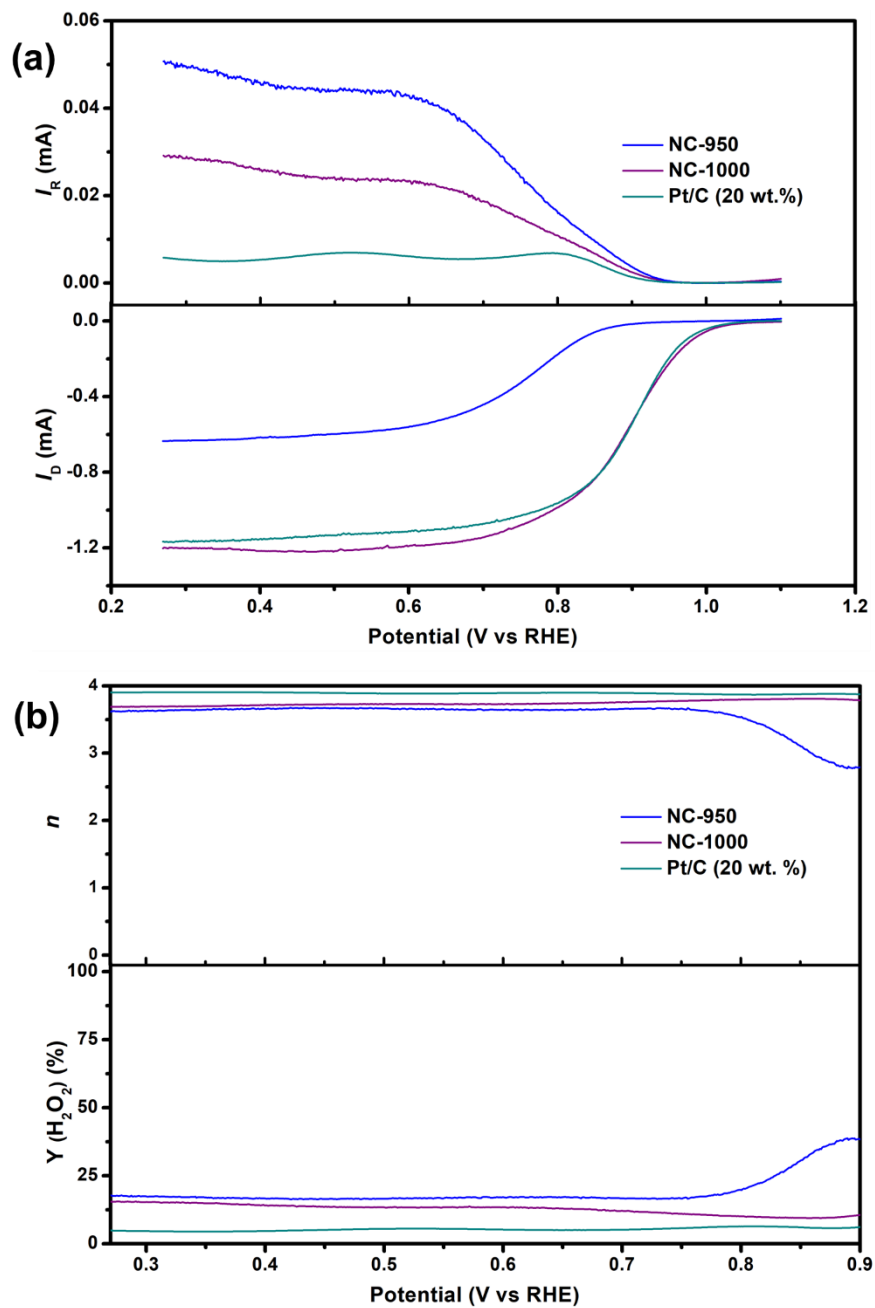 (a)
0.06
0.04
0.02
0.00
I_R (mA)
NC-950
NC-1000
Pt/C (20 wt.%)
0.0
-0.4
-0.8
-1.2
I_D (mA)
0.2 0.4 0.6 0.8 1.0 1.2
Potential (V vs RHE)
(b)
4
3
2
1
0
n
NC-950
NC-1000
Pt/C (20 wt. %)
100
75
50
25
0
Y (H₂O₂) (%)
0.3 0.4 0.5 0.6 0.7 0.8 0.9
Potential (V vs RHE)